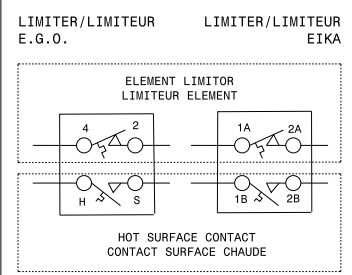 LIMITER/LIMITEUR LIMITER/LIMITEUR
E.G.O. EIKA
ELEMENT LIMITOR
LIMITEUR ELEMENT
4 2 1A 2A
H S 1B 2B
HOT SURFACE CONTACT
CONTACT SURFACE CHAUDE